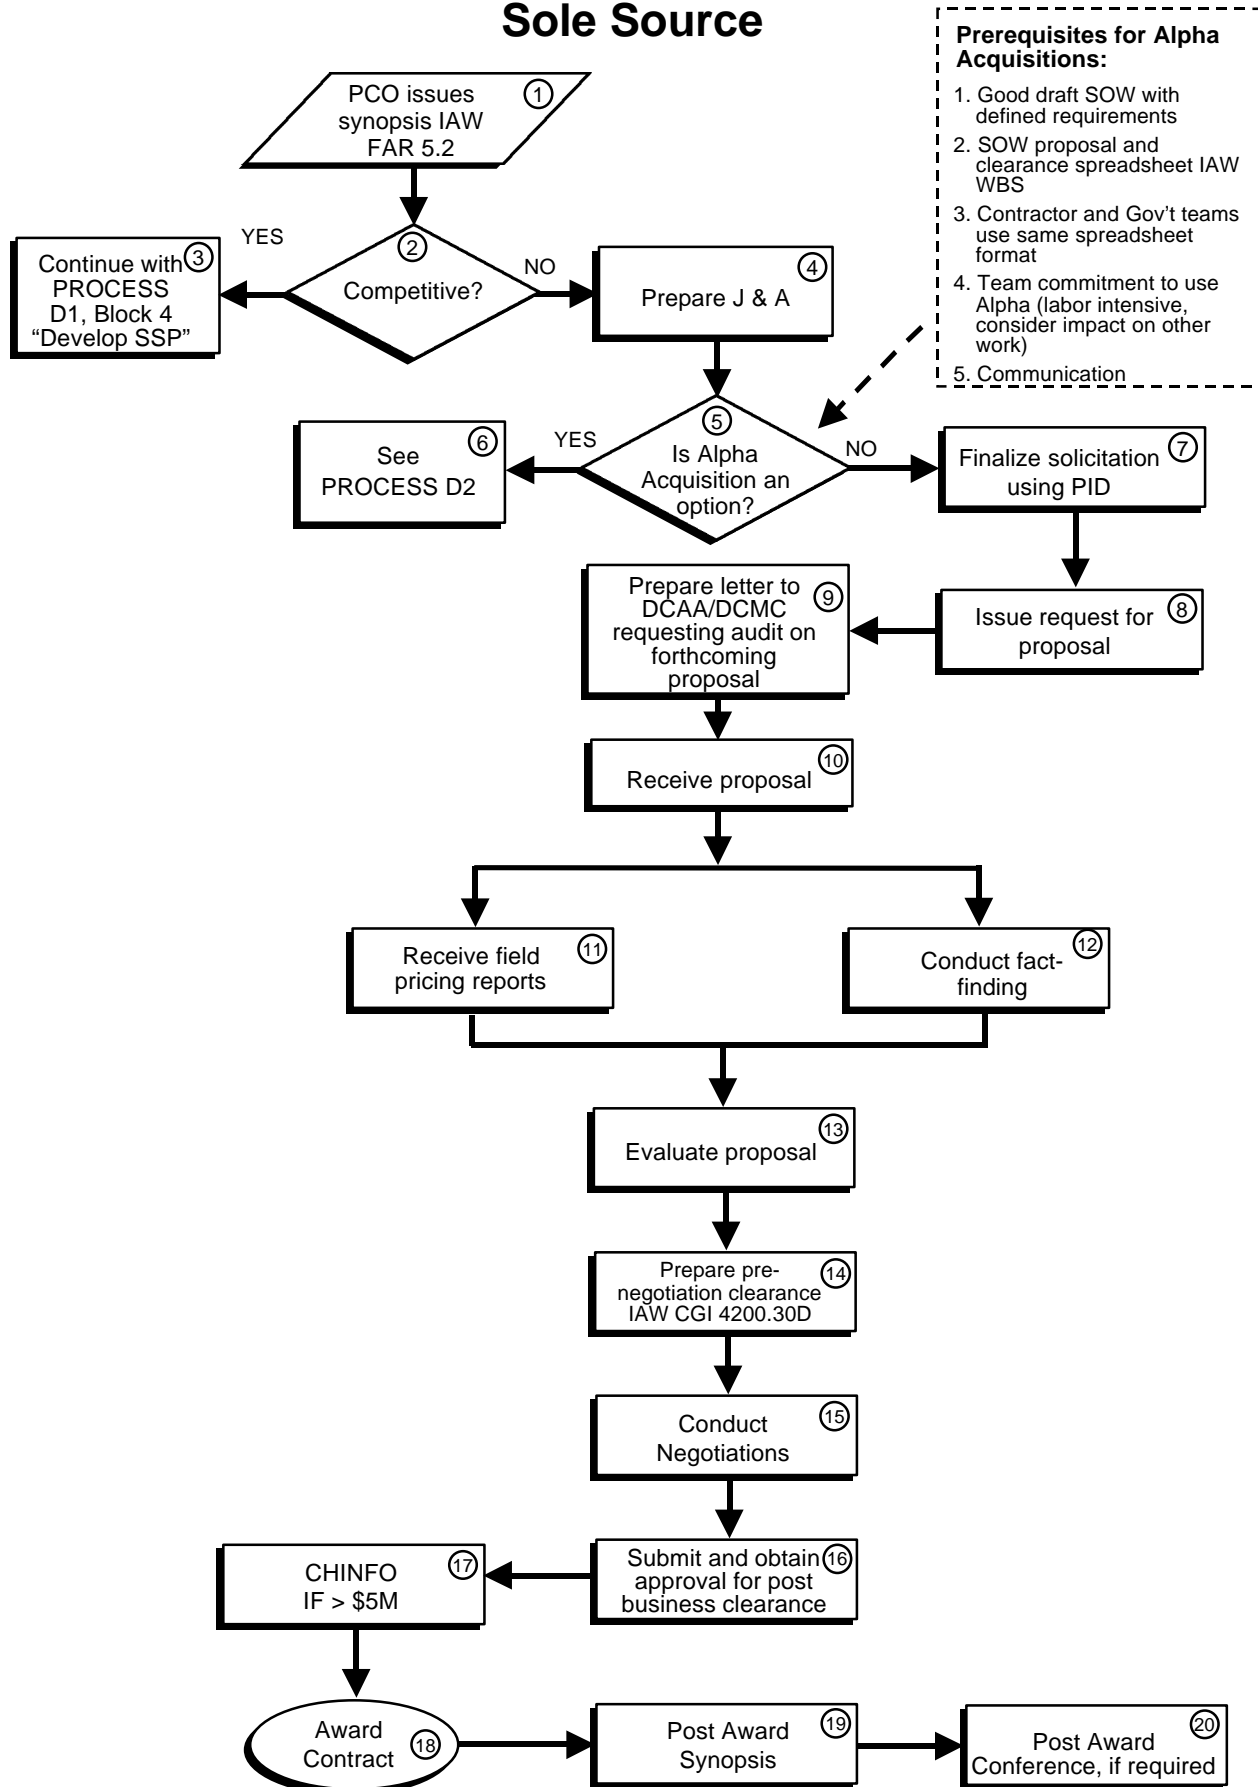 Sole Source
Prerequisites for Alpha
Acquisitions:
1. Good draft SOW with
defined requirements
2. SOW proposal and
clearance spreadsheet IAW
WBS
3. Contractor and Gov't teams
use same spreadsheet
format
4. Team commitment to use
Alpha (labor intensive,
consider impact on other
work)
5. Communication
PCO issues
synopsis IAW
FAR 5.2
1
2
Competitive?
YES
NO
3
Continue with
PROCESS
D1, Block 4
“Develop SSP”
4
Prepare J & A
5
Is Alpha
Acquisition an
option?
YES
NO
6
See
PROCESS D2
7
Finalize solicitation
using PID
8
Issue request for
proposal
9
Prepare letter to
DCAA/DCMC
requesting audit on
forthcoming
proposal
10
Receive proposal
11
Receive field
pricing reports
12
Conduct fact-
finding
13
Evaluate proposal
14
Prepare pre-
negotiation clearance
IAW CGI 4200.30D
15
Conduct
Negotiations
16
Submit and obtain
approval for post
business clearance
17
CHINFO
IF > $5M
18
Award
Contract
19
Post Award
Synopsis
20
Post Award
Conference, if required